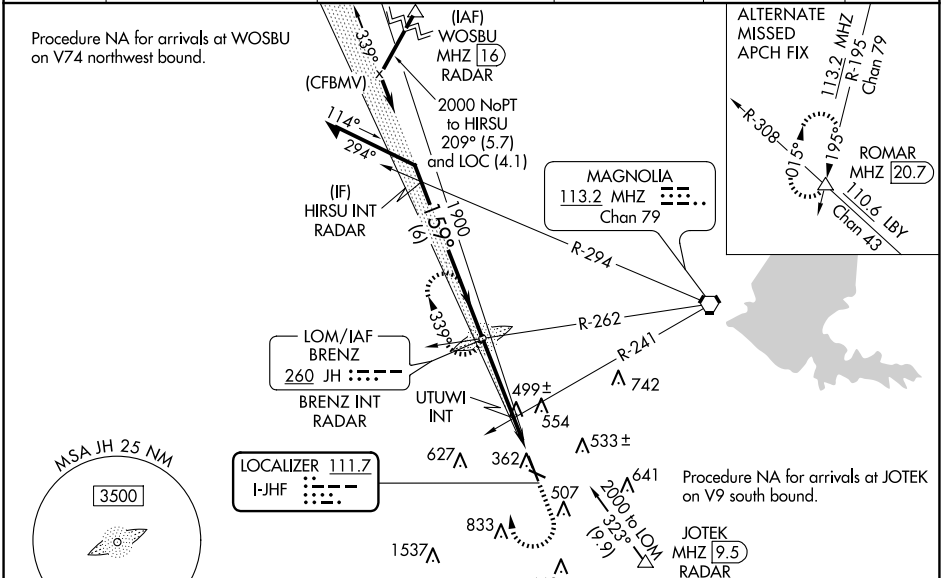 Procedure NA for arrivals at WOSBU
on V74 northwest bound.
339°
(IAF)
WOSBU
MHZ 16
RADAR
(CFBMV)
2000 NoPT
to HIRSU
209° (5.7)
and LOC (4.1)
114°
294°
(IF)
HIRSU INT
RADAR
159°
(6)
1900
MAGNOLIA
113.2 MHZ
Chan 79
R-294
R-262
R-241
339°
LOM/IAF
BRENZ
260 JH
BRENZ INT
RADAR
UTUWI
INT
499±
554
742
533±
627
362
641
507
833
1537
LOCALIZER 111.7
I-JHF
MSA JH 25 NM
3500
Procedure NA for arrivals at JOTEK
on V9 south bound.
2000 to LOM
323°
(9.9)
JOTEK
MHZ 9.5
RADAR
ALTERNATE
MISSED
APCH FIX
113.2 MHZ
R-195
Chan 79
R-308
015°
195°
ROMAR
MHZ 20.7
110.6 LBY
Chan 43